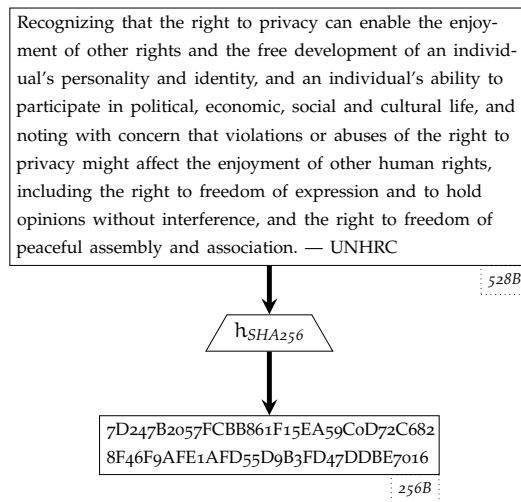 Recognizing that the right to privacy can enable the enjoy-
ment of other rights and the free development of an individ-
ual's personality and identity, and an individual's ability to
participate in political, economic, social and cultural life, and
noting with concern that violations or abuses of the right to
privacy might affect the enjoyment of other human rights,
including the right to freedom of expression and to hold
opinions without interference, and the right to freedom of
peaceful assembly and association. — UNHRC
528B
hSHA256
7D247B2057FCBB861F15EA59C0D72C682
8F46F9AFE1AFD55D9B3FD47DDBE7016
256B